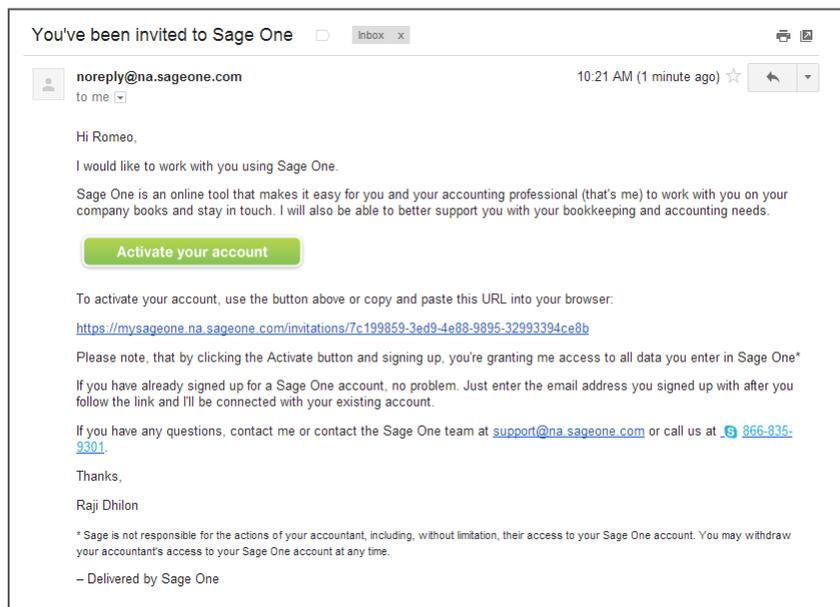 You've been invited to Sage One
Inbox x
noreply@na.sageone.com
10:21 AM (1 minute ago)
to me
Hi Romeo,
I would like to work with you using Sage One.
Sage One is an online tool that makes it easy for you and your accounting professional (that's me) to work with you on your
company books and stay in touch. I will also be able to better support you with your bookkeeping and accounting needs.
Activate your account
To activate your account, use the button above or copy and paste this URL into your browser:
https://mysageone.na.sageone.com/invitations/7c199859-3ed9-4e88-9895-32993394ce8b
Please note, that by clicking the Activate button and signing up, you're granting me access to all data you enter in Sage One*
If you have already signed up for a Sage One account, no problem. Just enter the email address you signed up with after you
follow the link and I'll be connected with your existing account.
If you have any questions, contact me or contact the Sage One team at support@na.sageone.com or call us at 866-835-
9301.
Thanks,
Raji Dhilon
* Sage is not responsible for the actions of your accountant, including, without limitation, their access to your Sage One account. You may withdraw
your accountant's access to your Sage One account at any time.
– Delivered by Sage One